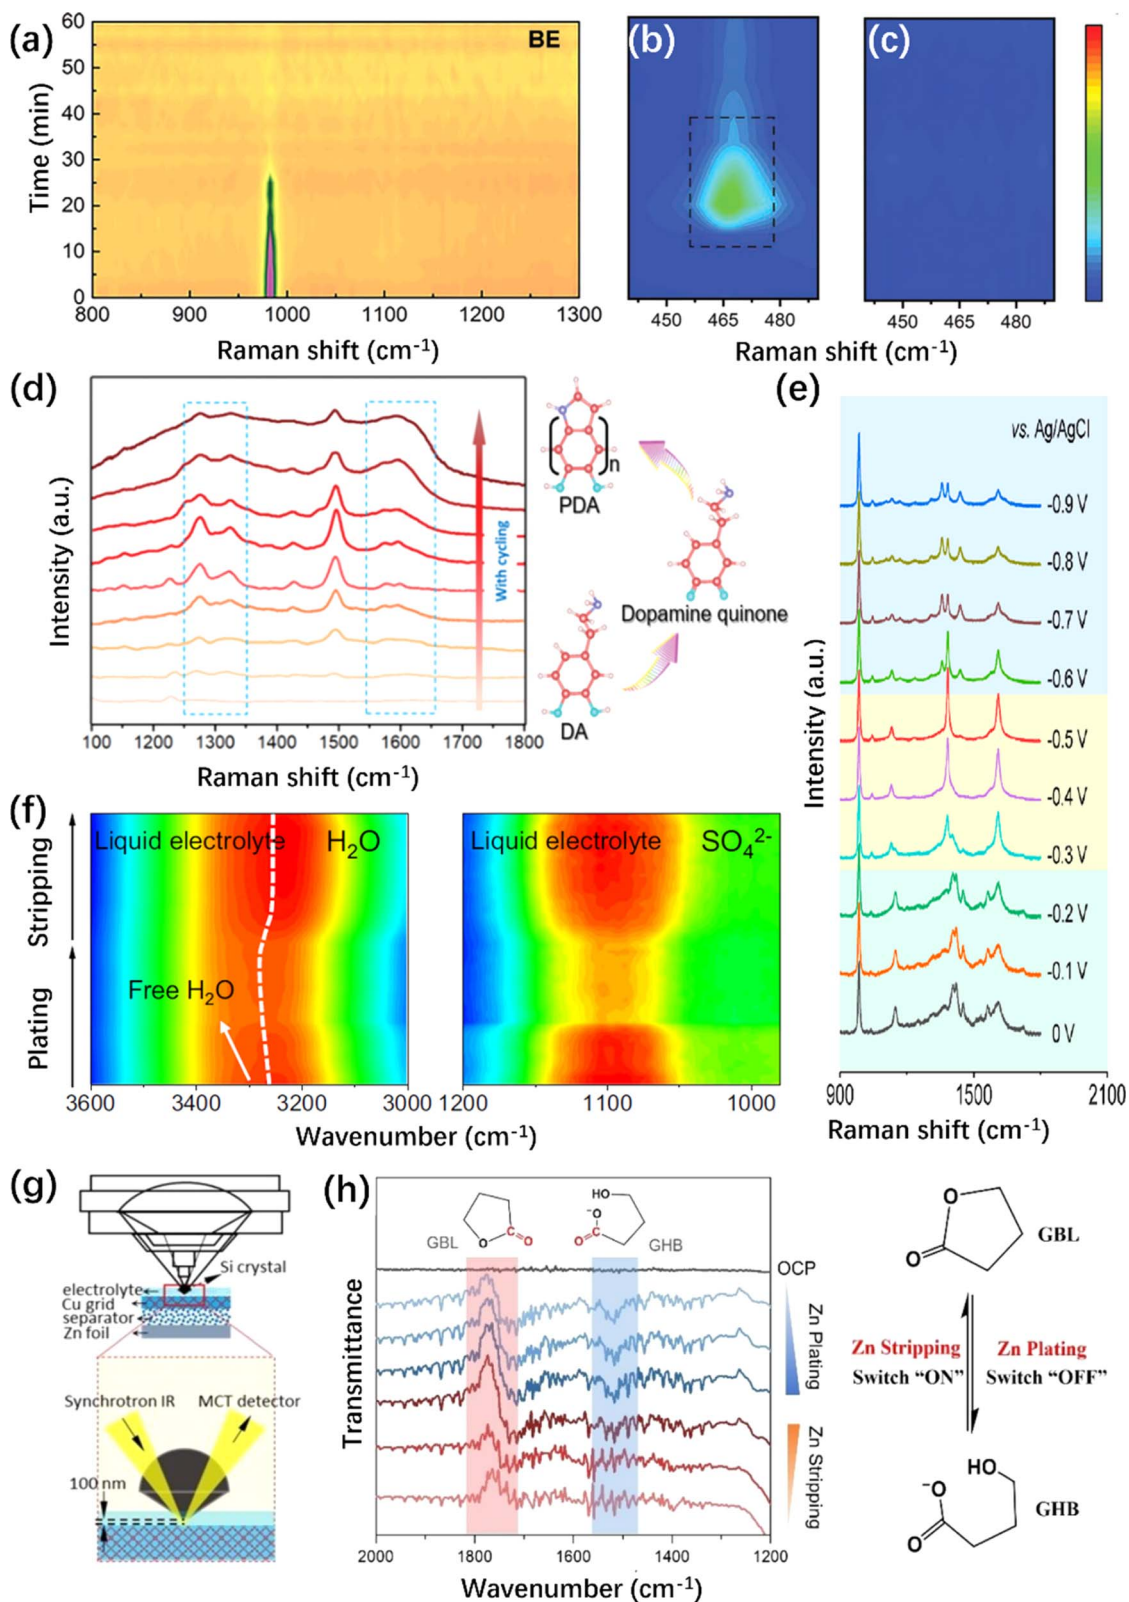 (a)
BE
Time (min)
60
50
40
30
20
10
0
800 900 1000 1100 1200 1300
Raman shift (cm⁻¹)
(b)
(c)
450 465 480 450 465 480
Raman shift (cm⁻¹)
(d)
Intensity (a.u.)
With cycling
100 1200 1300 1400 1500 1600 1700 1800
Raman shift (cm⁻¹)
n
PDA
Dopamine quinone
DA
(e)
vs. Ag/AgCl
Intensity (a.u.)
-0.9 V
-0.8 V
-0.7 V
-0.6 V
-0.5 V
-0.4 V
-0.3 V
-0.2 V
-0.1 V
0 V
900 1500 2100
Raman shift (cm⁻¹)
(f)
Stripping
Plating
Liquid electrolyte H₂O
Free H₂O
3600 3400 3200 3000
Liquid electrolyte SO₄²⁻
1200 1100 1000
Wavenumber (cm⁻¹)
(g)
Si crystal
electrolyte
Cu grid
separator
Zn foil
Synchrotron IR MCT detector
100 nm
(h)
Transmittance
GBL
O
O
HO
O
O
GHB
OCP
Zn Plating
Zn Stripping
2000 1800 1600 1400 1200
Wavenumber (cm⁻¹)
O
O
GBL
Zn Stripping Zn Plating
Switch “ON” Switch “OFF”
HO
⁻O
O
GHB